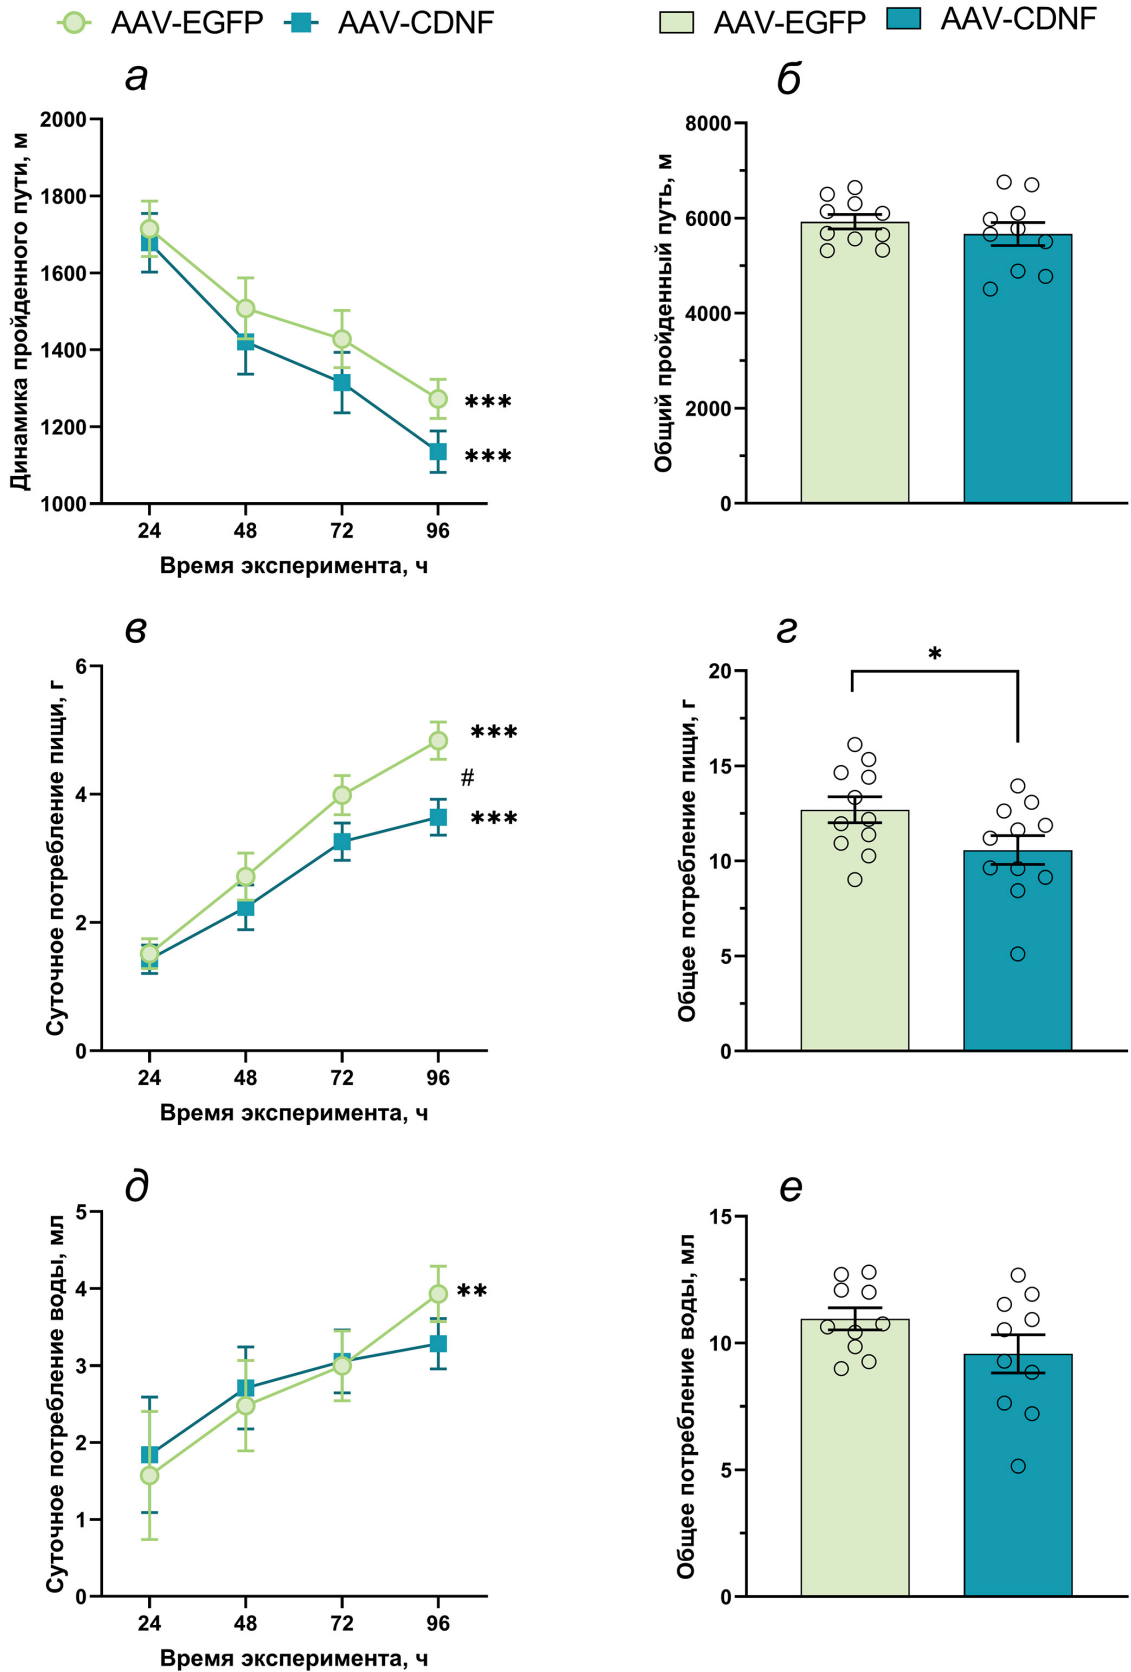 AAV-EGFP AAV-CDNF
AAV-EGFP AAV-CDNF
а
Динамика пройденного пути, м
2000
1800
1600
1400
1200
1000
***
***
24 48 72 96
Время эксперимента, ч
б
Общий пройденный путь, м
8000
6000
4000
2000
0
в
Суточное потребление пищи, г
6
4
2
0
***
#
***
24 48 72 96
Время эксперимента, ч
г
Общее потребление пищи, г
*
20
15
10
5
0
д
Суточное потребление воды, мл
5
4
3
2
1
0
**
24 48 72 96
Время эксперимента, ч
е
Общее потребление воды, мл
15
10
5
0